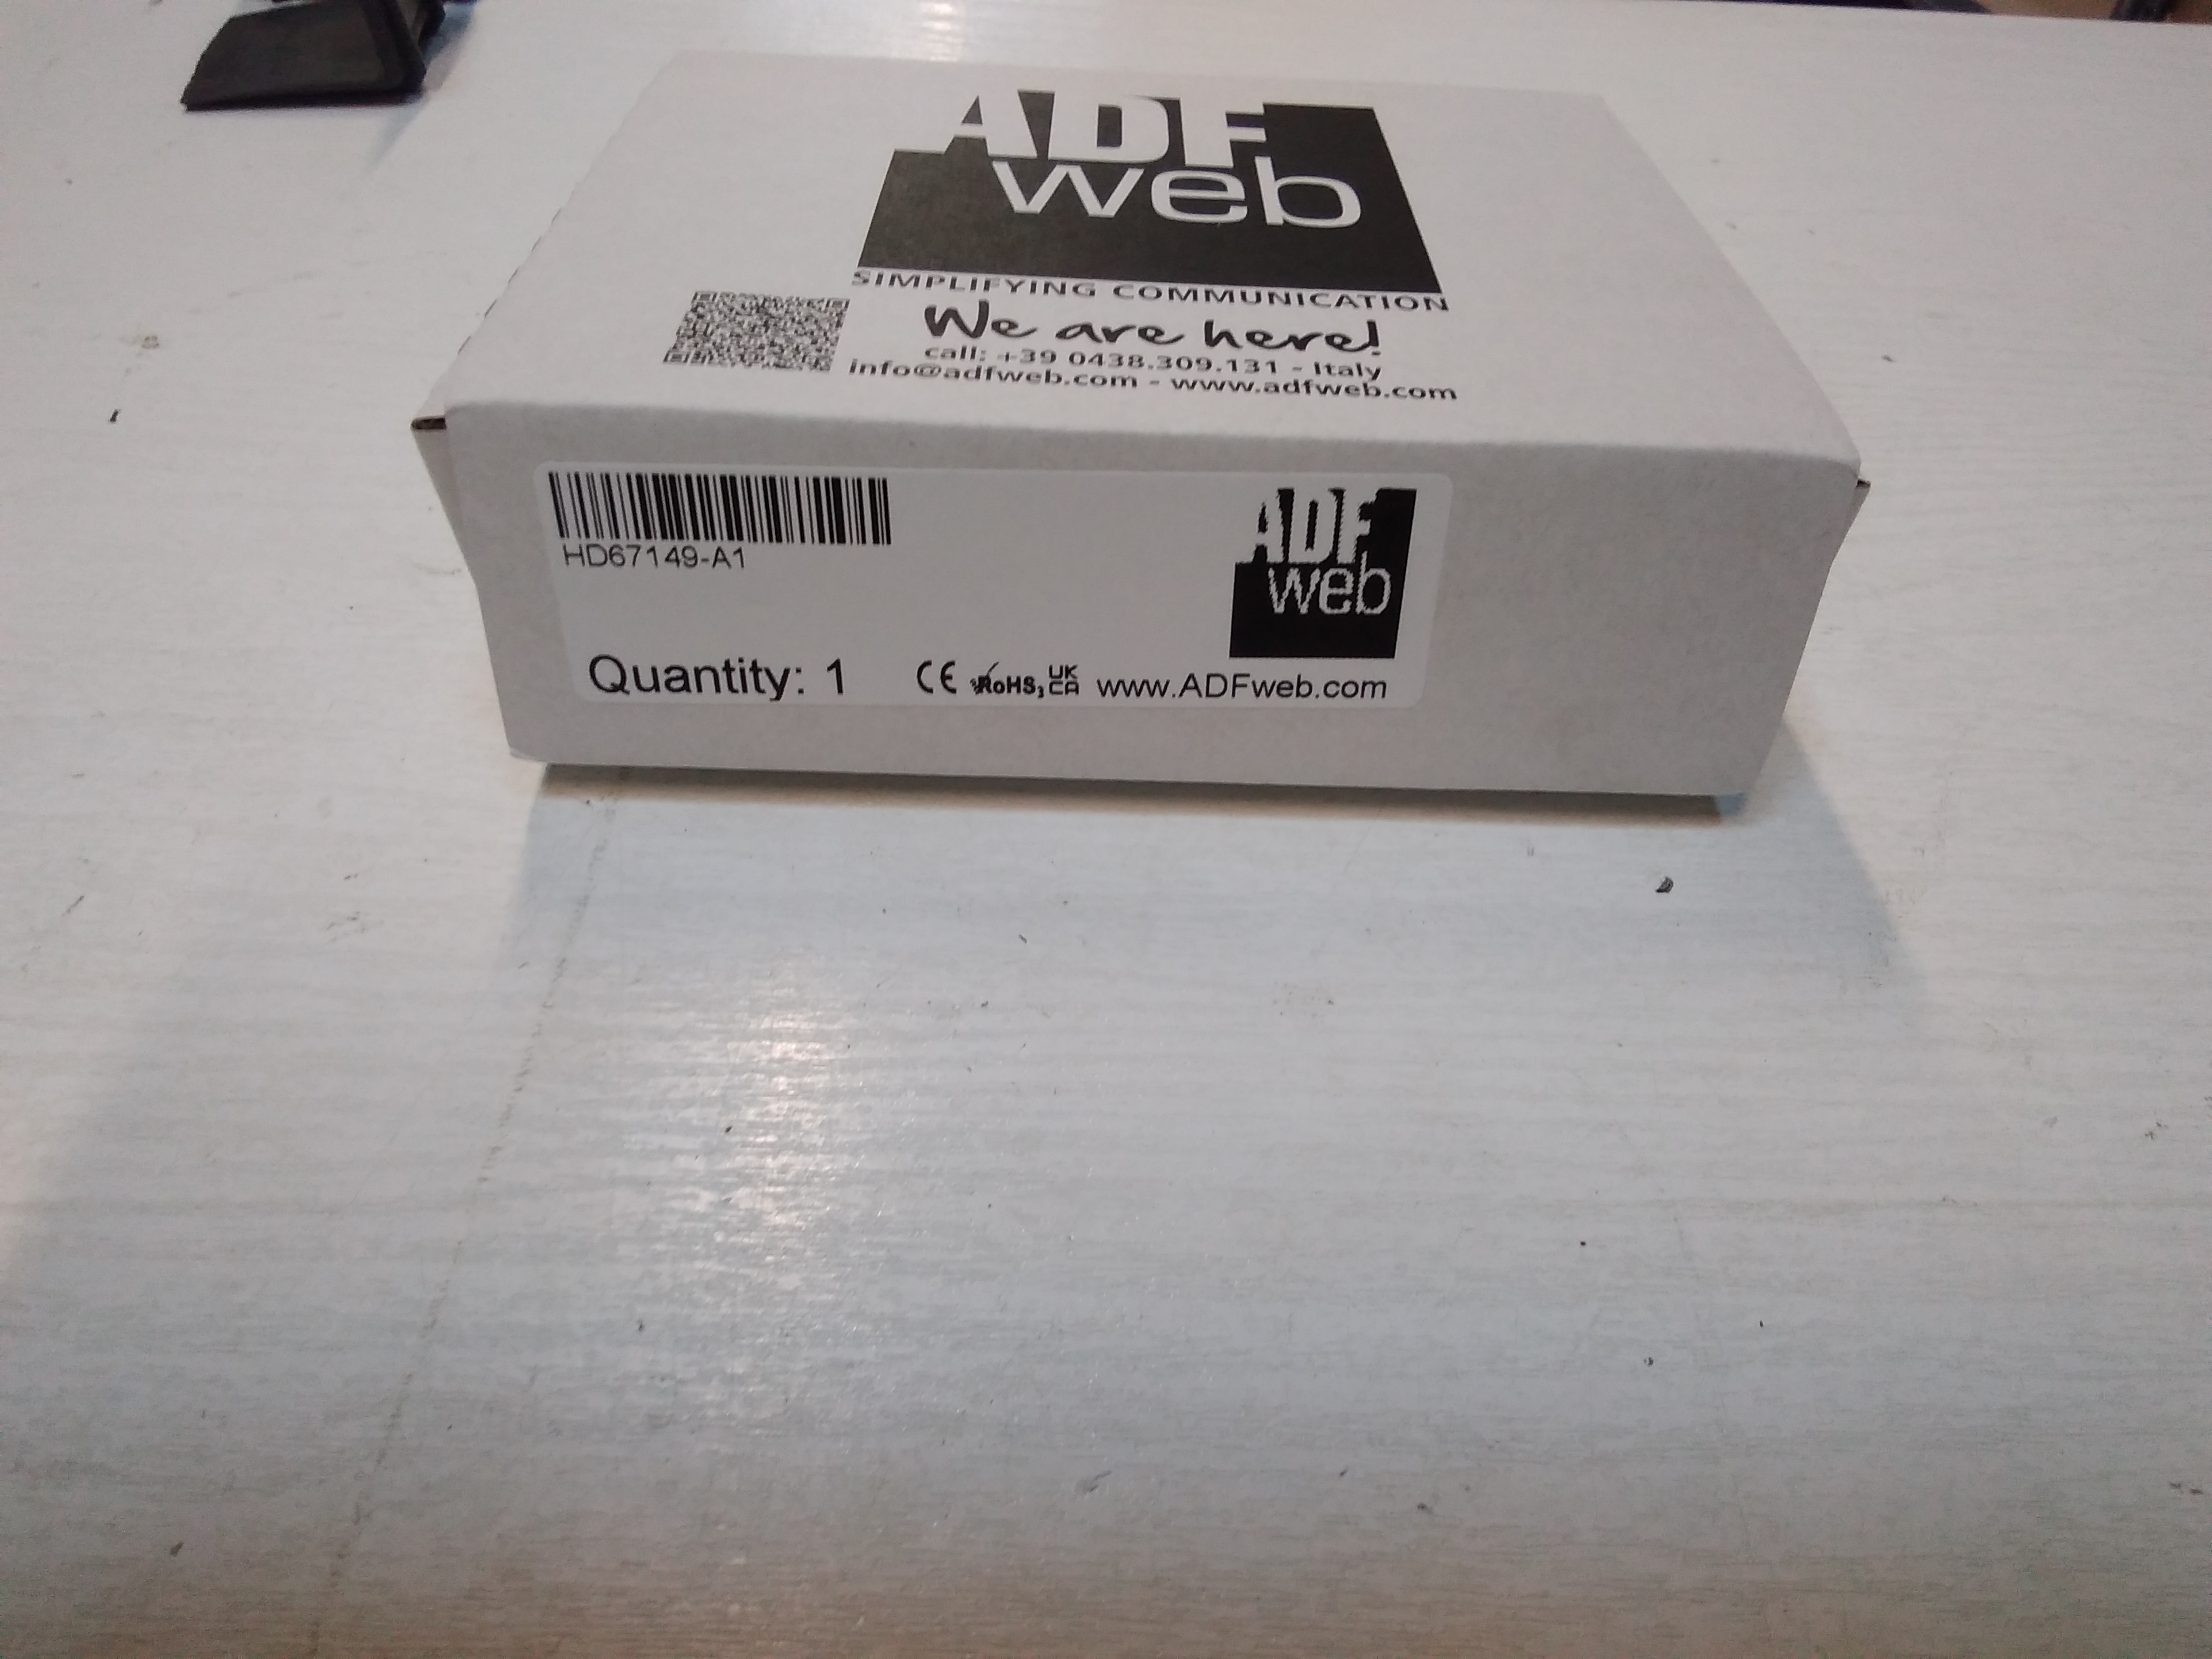 ADF
web
SIMPLIFYING COMMUNICATION
We are here!
call: +39 0438.309.131 - Italy
info@adfweb.com - www.adfweb.com
HD67149-A1
ADF
web
Quantity: 1 CE RoHS3 UK CA www.ADFweb.com